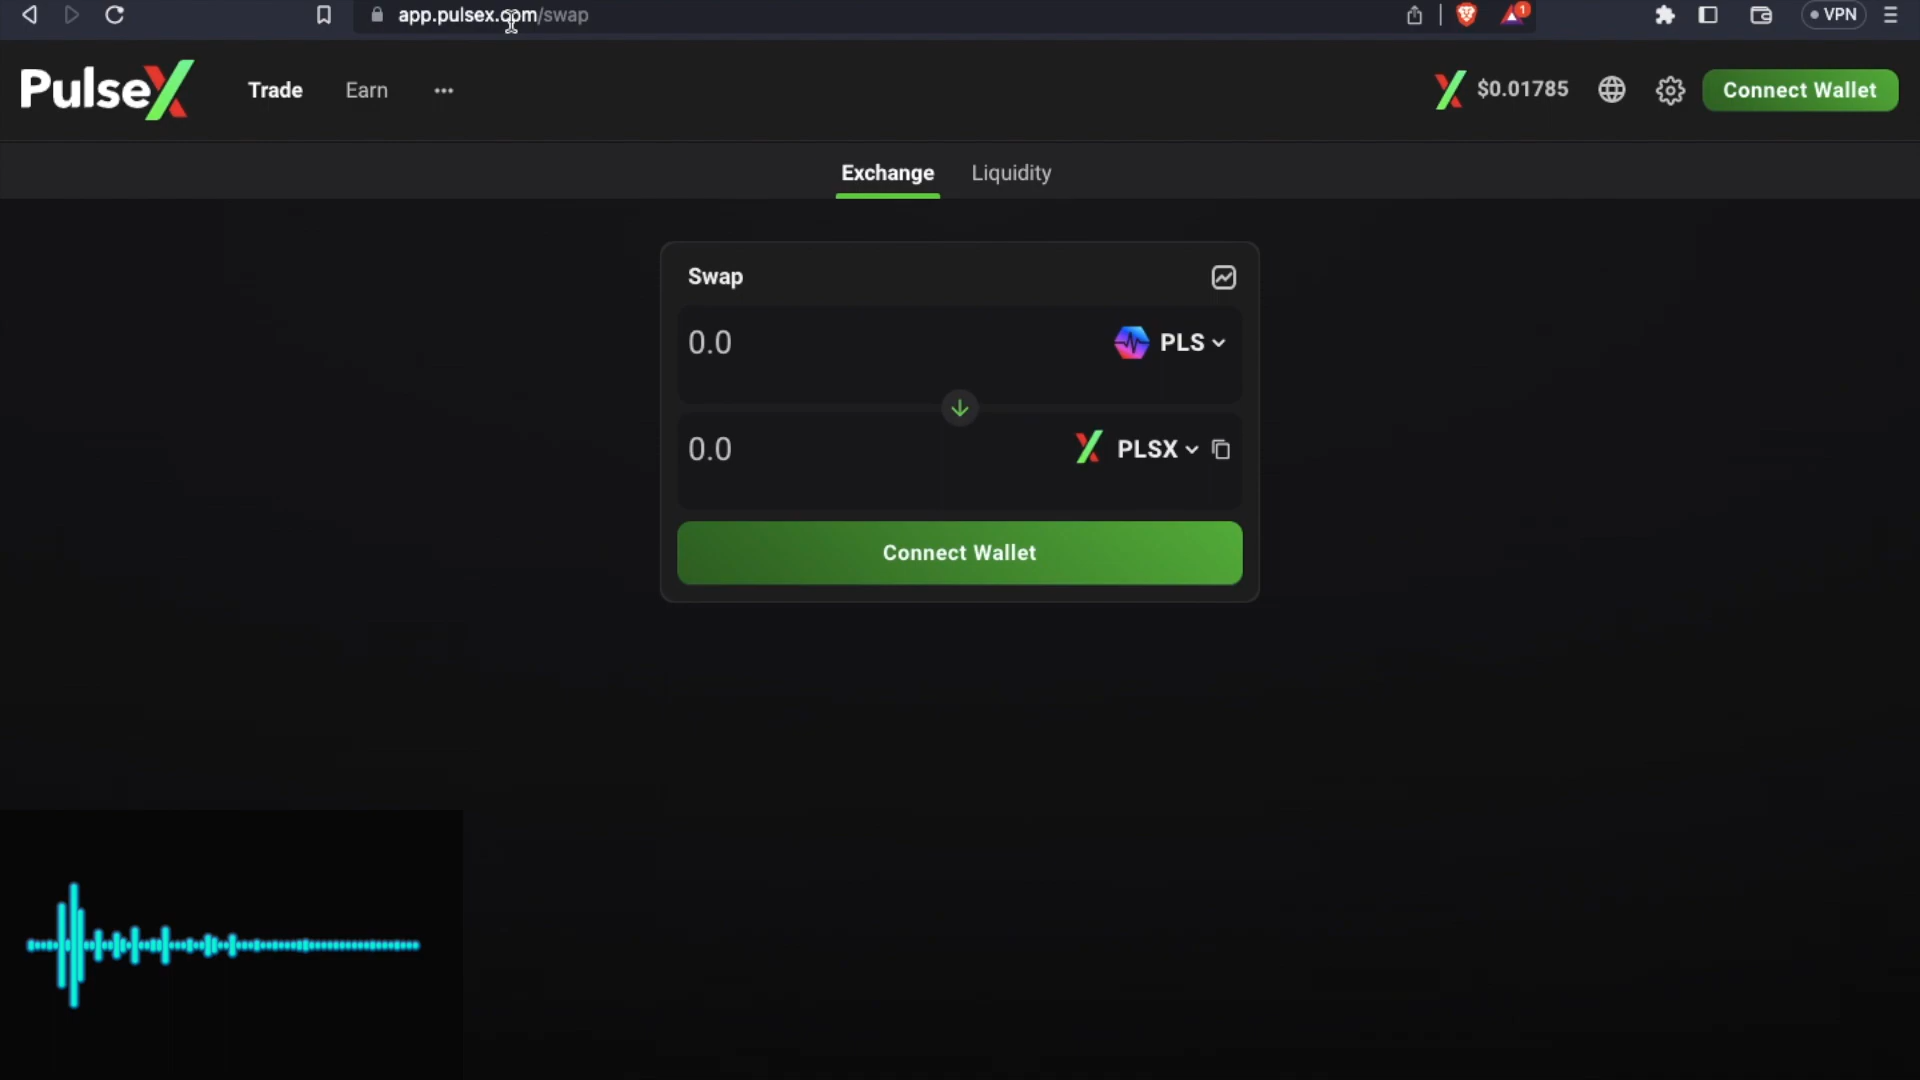 app.pulsex.com/swap
1
VPN
PulseX
Trade
Earn
$0.01785
Connect Wallet
Exchange
Liquidity
Swap
0.0
PLS
0.0
PLSX
Connect Wallet